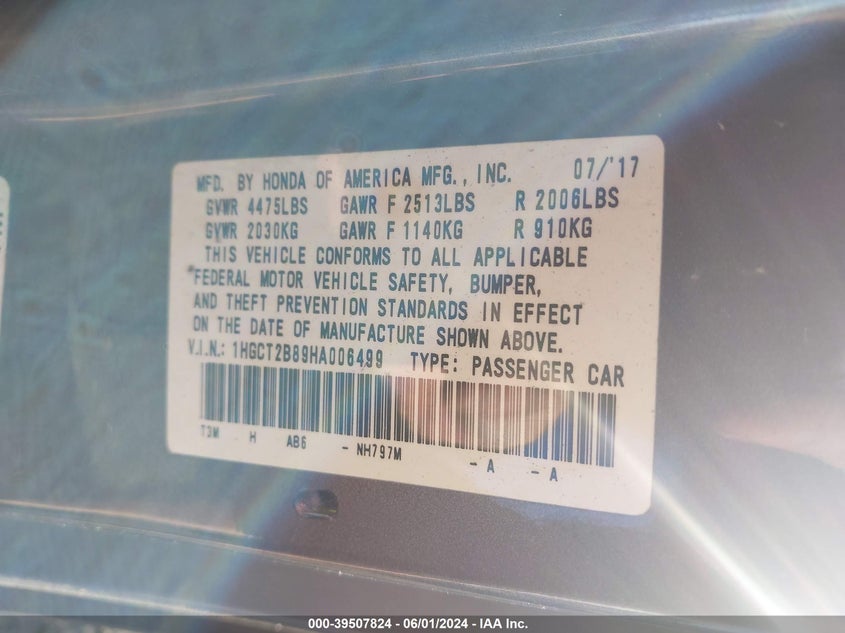 MFD. BY HONDA OF AMERICA MFG., INC. 07/'17
GVWR 4475LBS GAWR F 2513LBS R 2006LBS
GVWR 2030KG GAWR F 1140KG R 910KG
THIS VEHICLE CONFORMS TO ALL APPLICABLE
FEDERAL MOTOR VEHICLE SAFETY, BUMPER,
AND THEFT PREVENTION STANDARDS IN EFFECT
ON THE DATE OF MANUFACTURE SHOWN ABOVE.
V.I.N.: 1HGCT2B89HA006499 TYPE: PASSENGER CAR
T3M H AB6 - NH797M - A - A
000-39507824 - 06/01/2024 - IAA Inc.